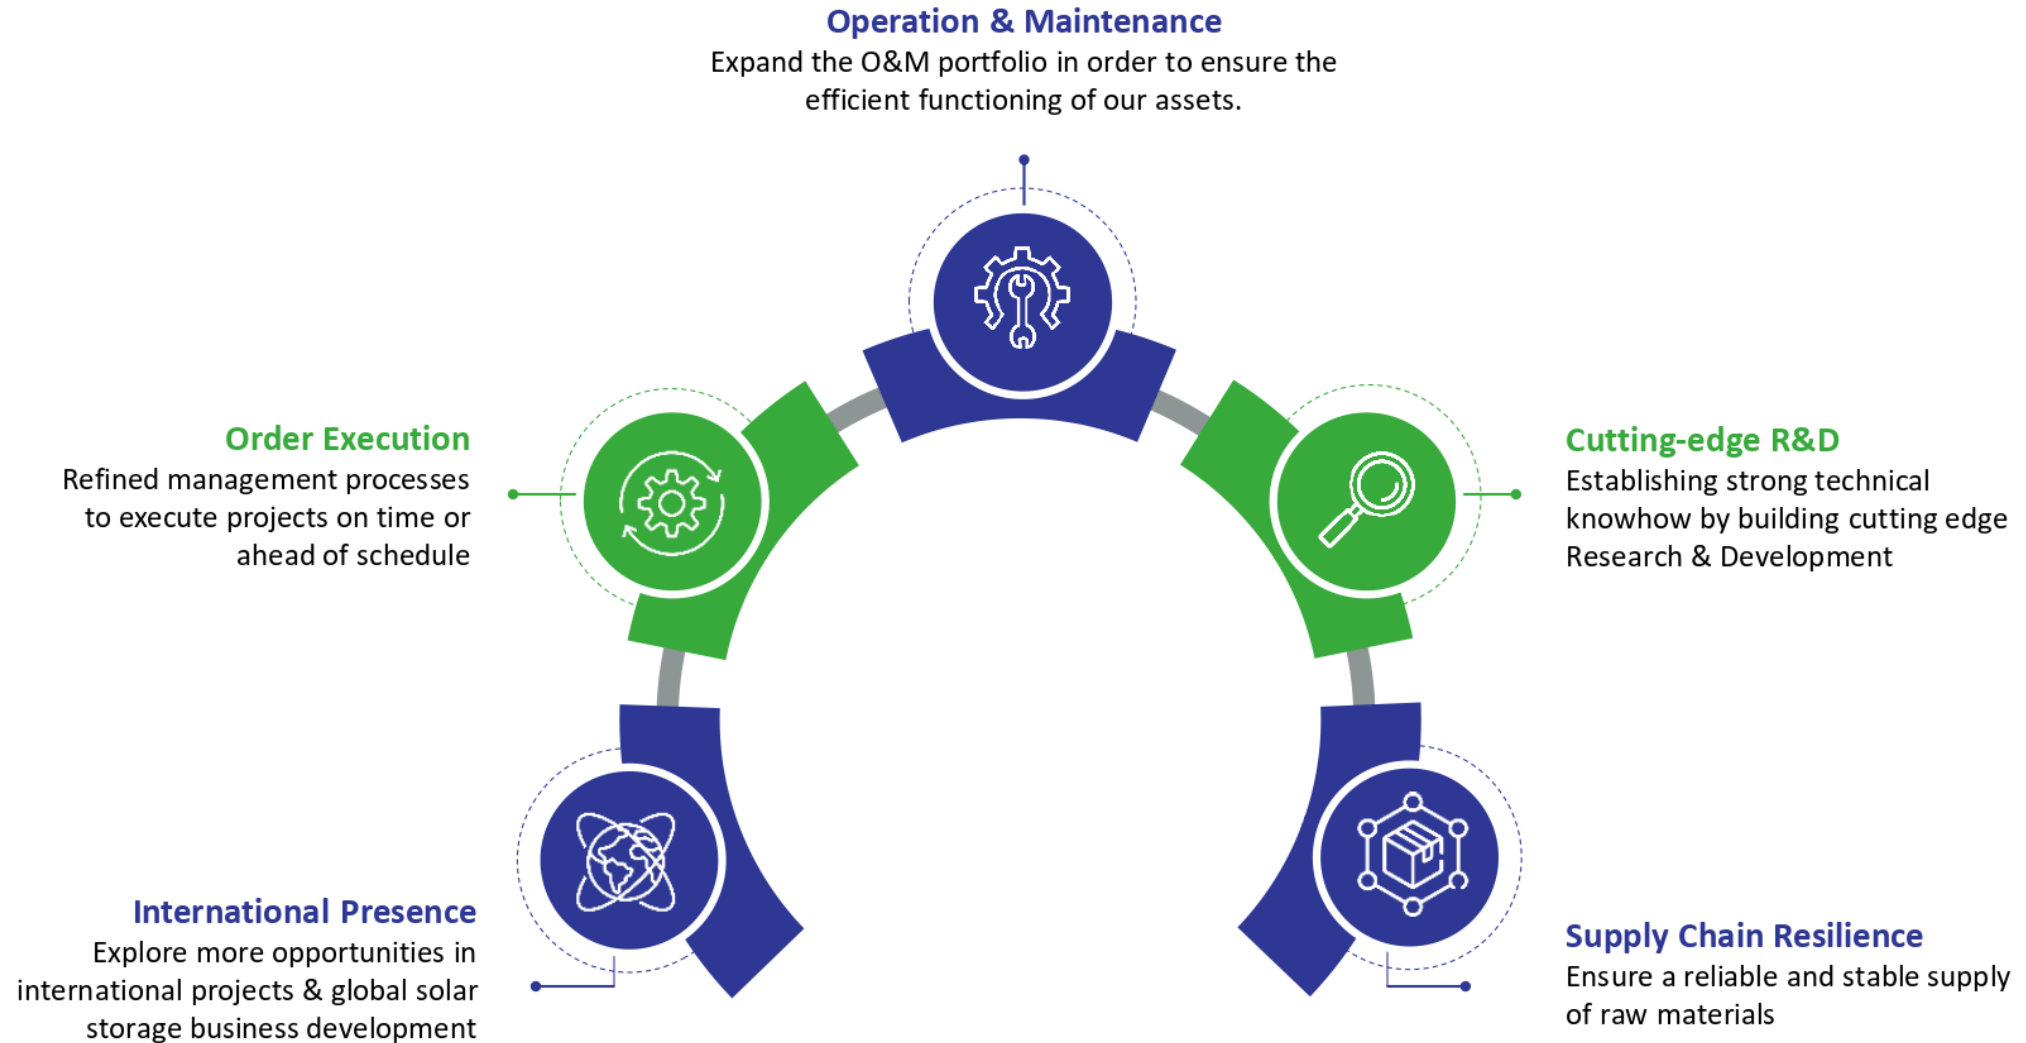 Operation & Maintenance
Expand the O&M portfolio in order to ensure the
efficient functioning of our assets.
Order Execution
Refined management processes
to execute projects on time or
ahead of schedule
Cutting-edge R&D
Establishing strong technical
knowhow by building cutting edge
Research & Development
International Presence
Explore more opportunities in
international projects & global solar
storage business development
Supply Chain Resilience
Ensure a reliable and stable supply
of raw materials